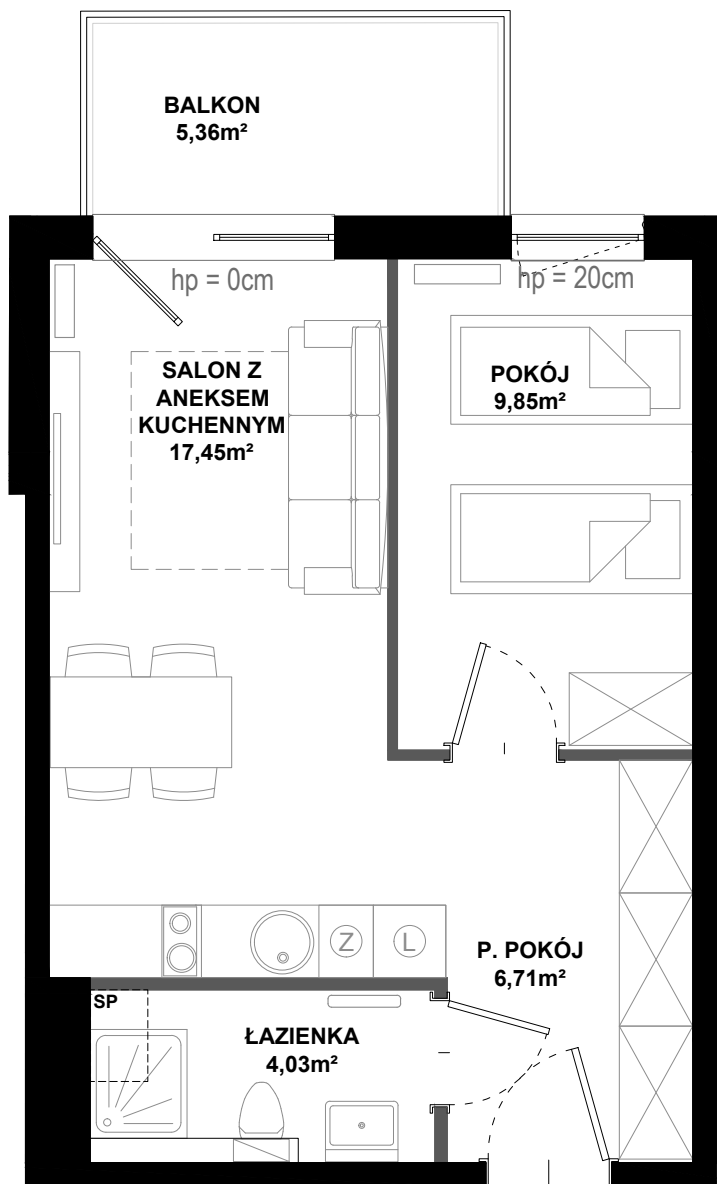 BALKON
5,36m²
hp = 0cm
hp = 20cm
SALON Z
ANEKSEM
KUCHENNYM
17,45m²
POKÓJ
9,85m²
Z
L
P. POKÓJ
6,71m²
SP
ŁAZIENKA
4,03m²